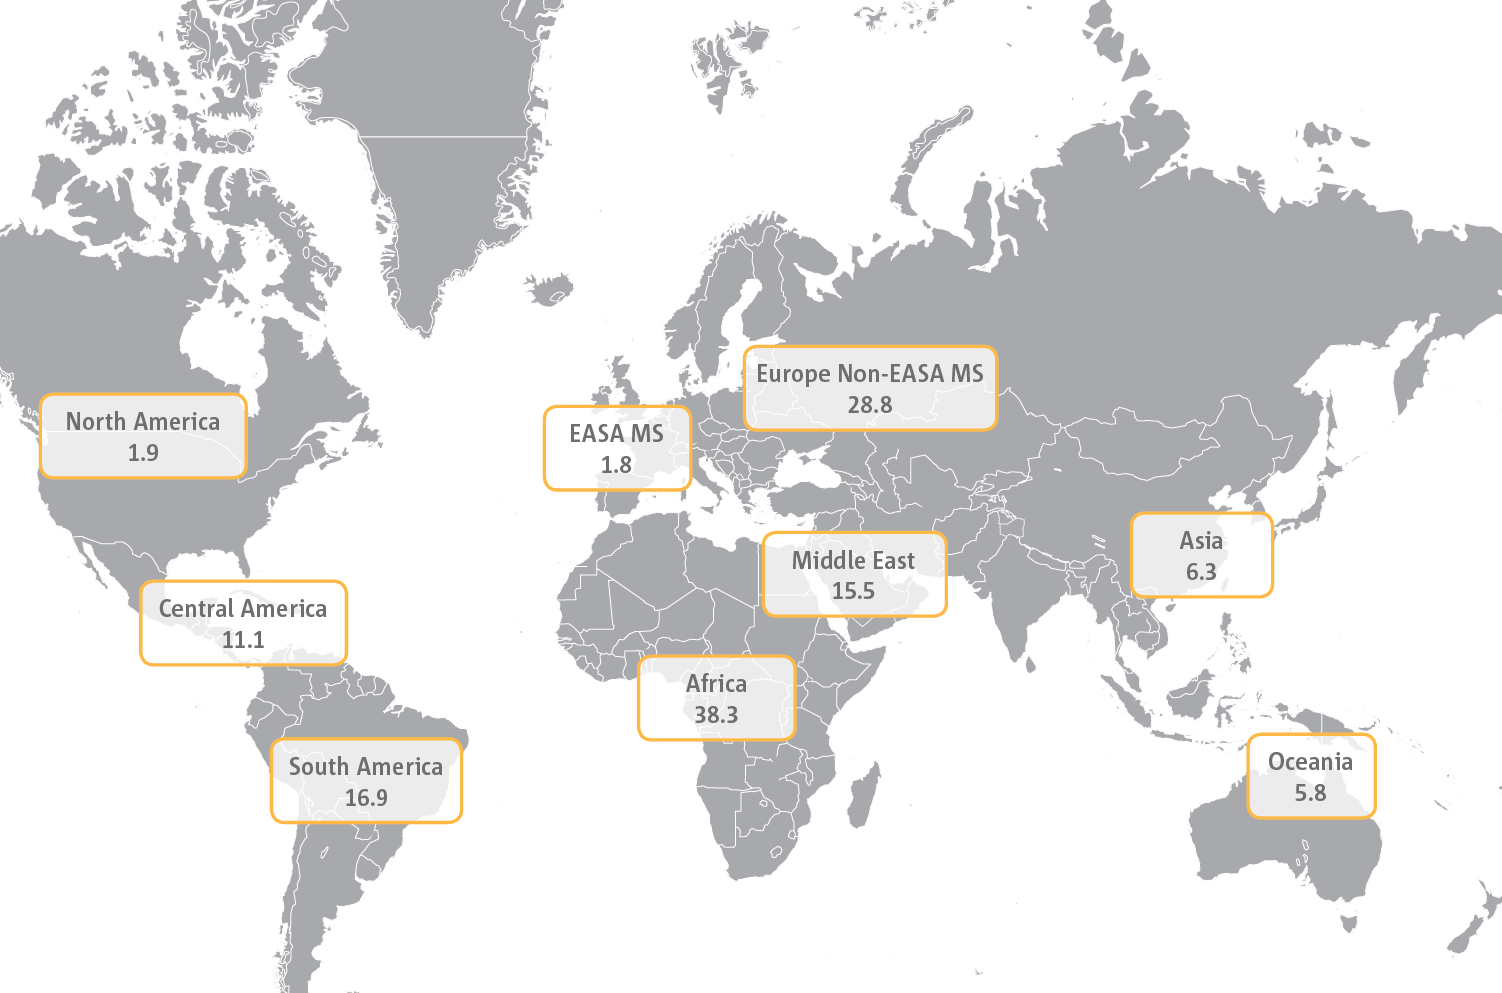 Europe Non-EASA MS
28.8
North America
1.9
EASA MS
1.8
Asia
6.3
Middle East
15.5
Central America
11.1
Africa
38.3
Oceania
5.8
South America
16.9